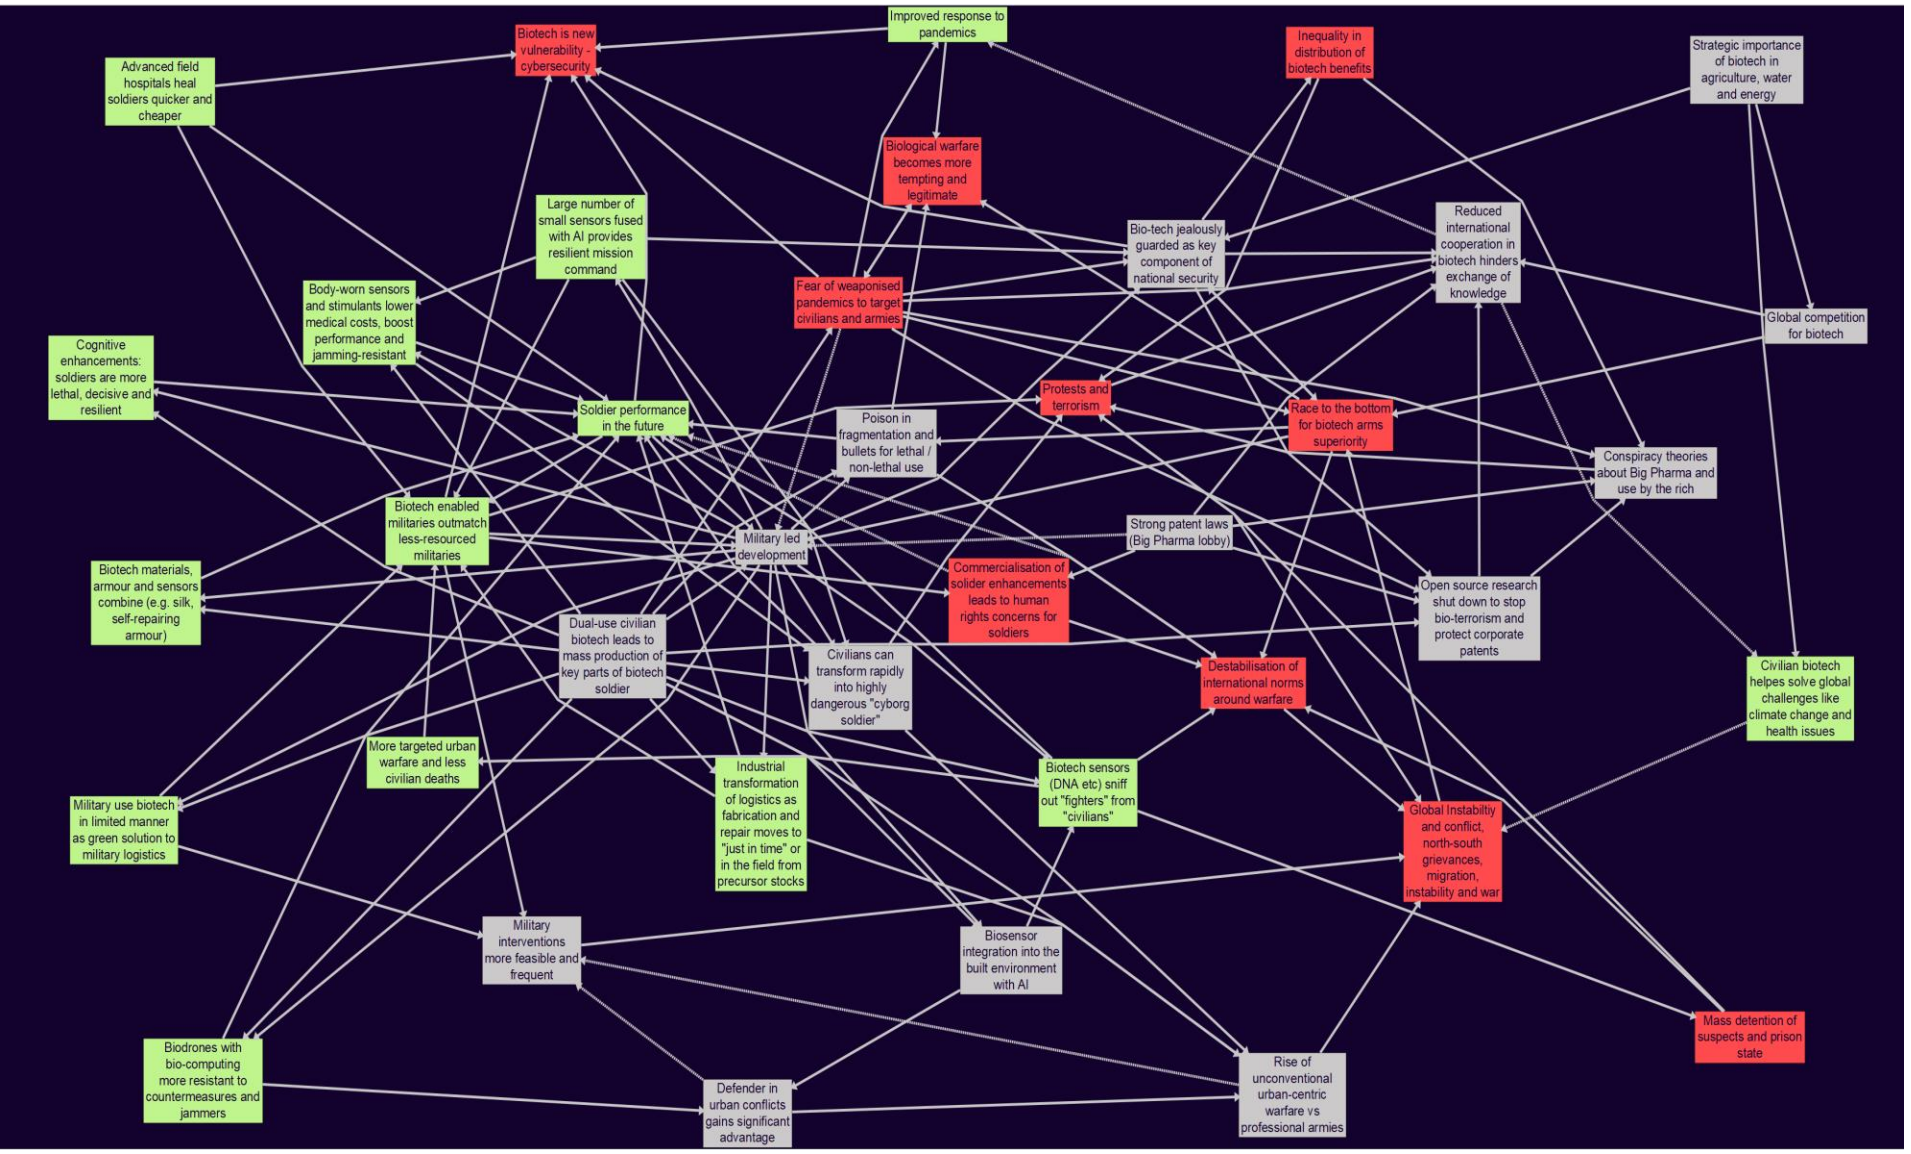 Improved response to
pandemics
Biotech is new
vulnerability -
cybersecurity
Inequality in
distribution of
biotech benefits
Strategic importance
of biotech in
agriculture, water
and energy
Advanced field
hospitals heal
soldiers quicker and
cheaper
Biological warfare
becomes more
tempting and
legitimate
Large number of
small sensors fused
with AI provides
resilient mission
command
Bio-tech jealously
guarded as key
component of
national security
Reduced
international
cooperation in
biotech hinders
exchange of
knowledge
Body-worn sensors
and stimulants lower
medical costs, boost
performance and
jamming-resistant
Fear of weaponised
pandemics to target
civilians and armies
Global competition
for biotech
Cognitive
enhancements:
soldiers are more
lethal, decisive and
resilient
Soldier performance
in the future
Poison in
fragmentation and
bullets for lethal /
non-lethal use
Protests and
terrorism
Race to the bottom
for biotech arms
superiority
Conspiracy theories
about Big Pharma and
use by the rich
Biotech enabled
militaries outmatch
less-resourced
militaries
Military led
development
Strong patent laws
(Big Pharma lobby)
Biotech materials,
armour and sensors
combine (e.g. silk,
self-repairing
armour)
Commercialisation of
solider enhancements
leads to human
rights concerns for
soldiers
Open source research
shut down to stop
bio-terrorism and
protect corporate
patents
Dual-use civilian
biotech leads to
mass production of
key parts of biotech
soldier
Civilians can
transform rapidly
into highly
dangerous "cyborg
soldier"
Destabilisation of
international norms
around warfare
Civilian biotech
helpes solve global
challenges like
climate change and
health issues
More targeted urban
warfare and less
civilian deaths
Industrial
transformation
of logistics as
fabrication and
repair moves to
"just in time" or
in the field from
precursor stocks
Biotech sensors
(DNA etc) sniff
out "fighters" from
"civilians"
Military use biotech
in limited manner
as green solution to
military logistics
Global Instabiltiy
and conflict,
north-south
grievances,
migration,
instability and war
Military
interventions
more feasible and
frequent
Biosensor
integration into the
built environment
with AI
Mass detention of
suspects and prison
state
Biodrones with
bio-computing
more resistant to
countermeasures and
jammers
Defender in
urban conflicts
gains significant
advantage
Rise of
unconventional
urban-centric
warfare vs
professional armies